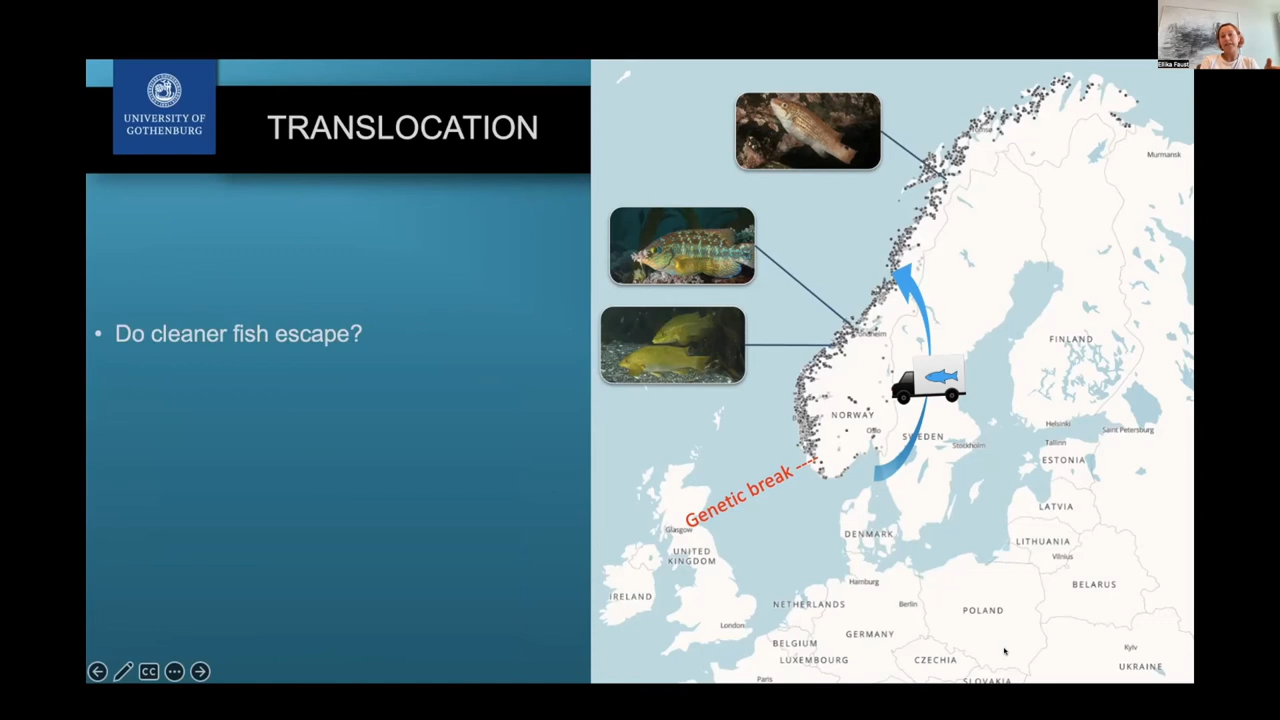 Ellika Faust
UNIVERSITY OF
GOTHENBURG
TRANSLOCATION
• Do cleaner fish escape?
Murmansk
FINLAND
NORWAY
Oslo
SWEDEN
Stockholm
Helsinki
Saint Petersburg
Tallinn
ESTONIA
Genetic break
LATVIA
Glasgow
DENMARK
LITHUANIA
UNITED
KINGDOM
Vilnius
Hamburg
BELARUS
IRELAND
NETHERLANDS
Berlin
POLAND
London
GERMANY
BELGIUM
Kyiv
LUXEMBOURG
CZECHIA
UKRAINE
Paris
SLOVAKIA
CC